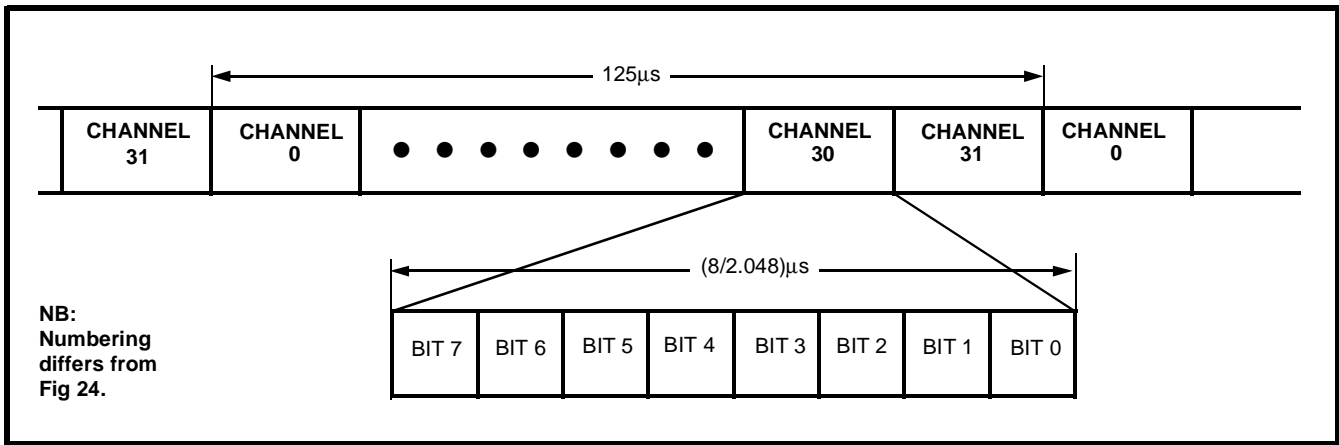 125μs
CHANNEL 31
CHANNEL 0
CHANNEL 30
CHANNEL 31
CHANNEL 0
(8/2.048)μs
NB:
Numbering
differs from
Fig 24.
BIT 7 BIT 6 BIT 5 BIT 4 BIT 3 BIT 2 BIT 1 BIT 0